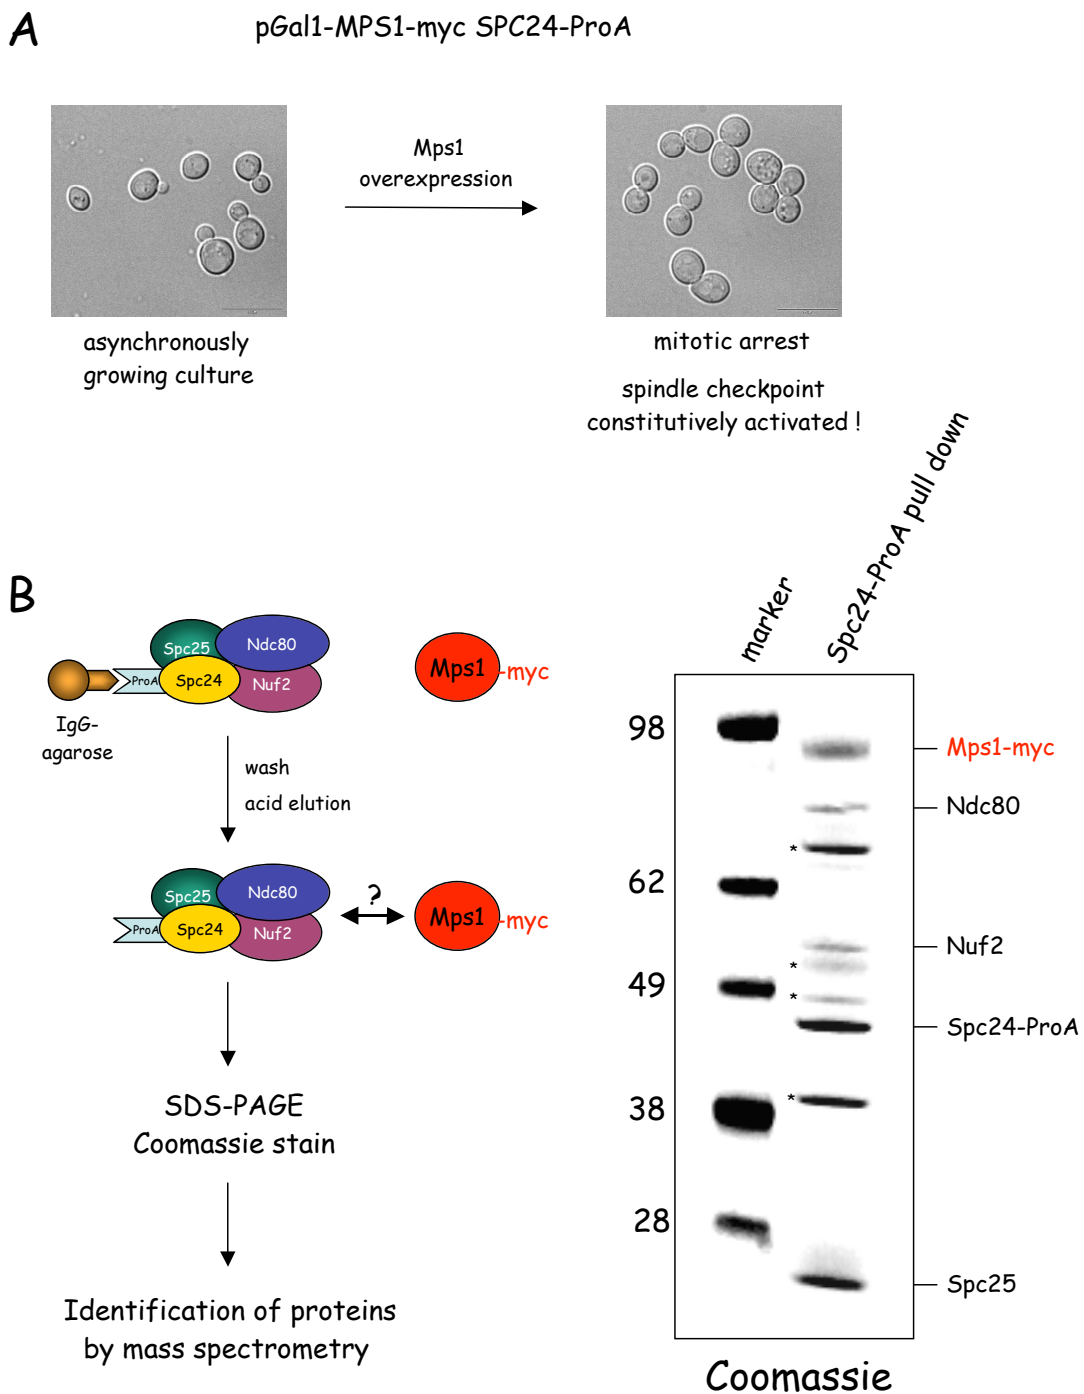 A
pGal1-MPS1-myc SPC24-ProA
Mps1
overexpression
asynchronously
growing culture
mitotic arrest
spindle checkpoint
constitutively activated !
B
Spc25
Ndc80
ProA
Spc24
Nuf2
Mps1
-myc
IgG-
agarose
wash
acid elution
Spc25
Ndc80
ProA
Spc24
Nuf2
?
Mps1
-myc
SDS-PAGE
Coomassie stain
Identification of proteins
by mass spectrometry
marker
Spc24-ProA pull down
98
62
49
38
28
*
*
*
*
Mps1-myc
Ndc80
Nuf2
Spc24-ProA
Spc25
Coomassie